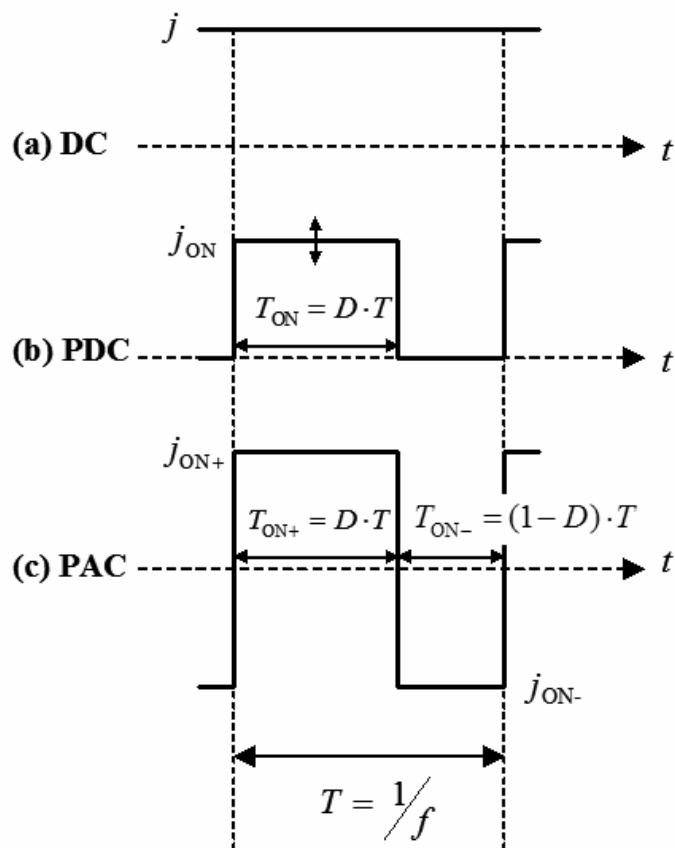 j
(a) DC
t
j_ON
T_ON = D · T
(b) PDC
t
j_ON+
T_ON+ = D · T
T_ON− = (1 − D) · T
(c) PAC
t
j_ON-
T = 1/f